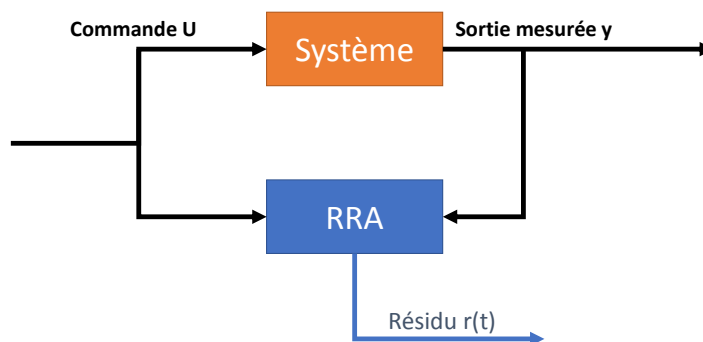 Commande U
Sortie mesurée y
Système
RRA
Résidu r(t)